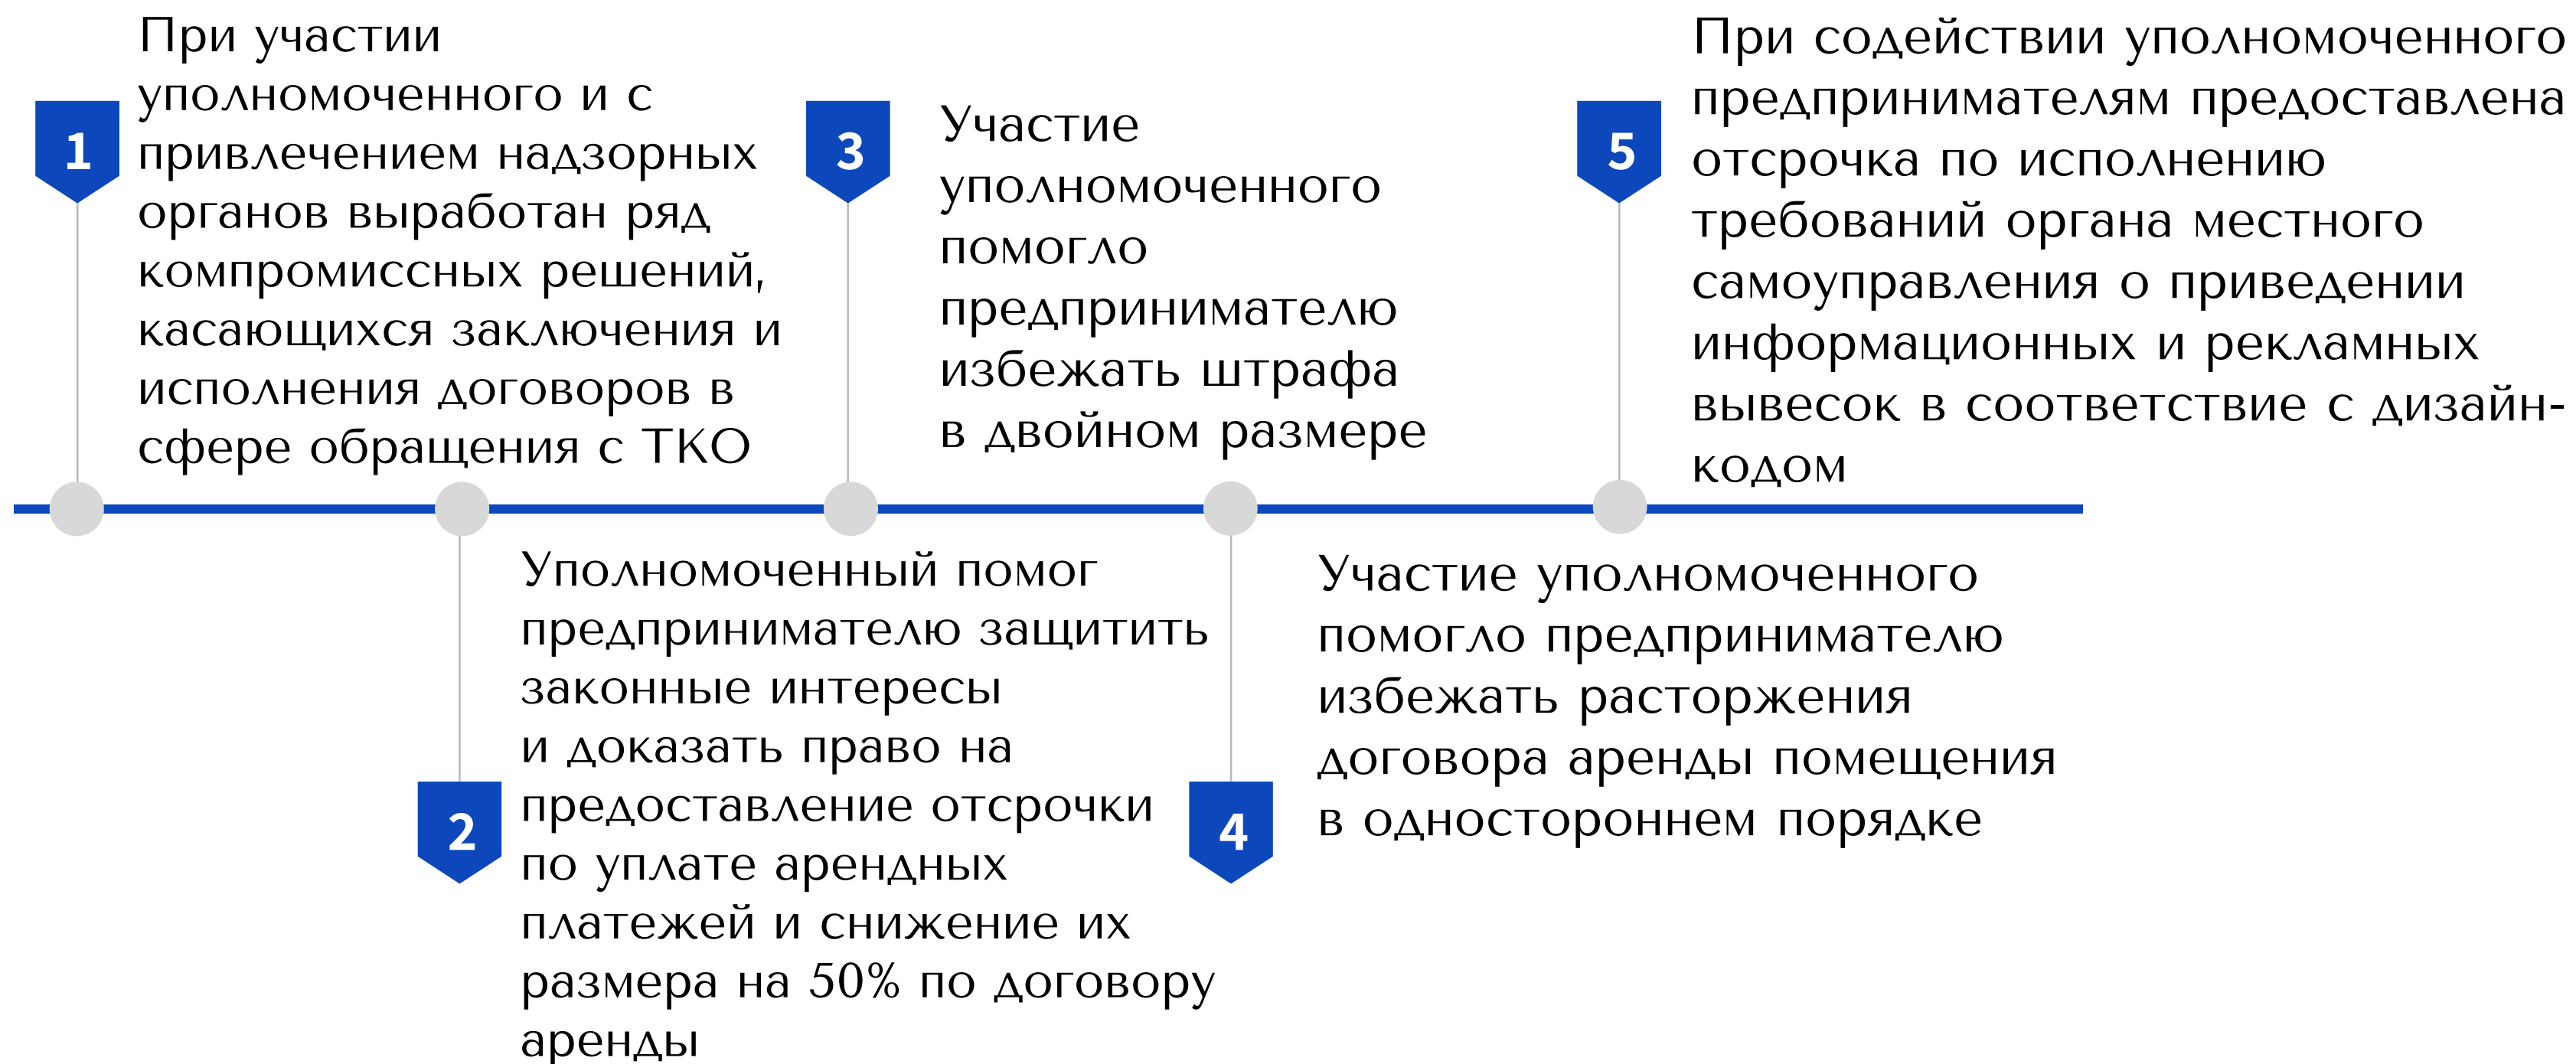 1
При участии
уполномоченного и с
привлечением надзорных
органов выработан ряд
компромиссных решений,
касающихся заключения и
исполнения договоров в
сфере обращения с ТКО
2
Уполномоченный помог
предпринимателю защитить
законные интересы
и доказать право на
предоставление отсрочки
по уплате арендных
платежей и снижение их
размера на 50% по договору
аренды
3
Участие
уполномоченного
помогло
предпринимателю
избежать штрафа
в двойном размере
4
Участие уполномоченного
помогло предпринимателю
избежать расторжения
договора аренды помещения
в одностороннем порядке
5
При содействии уполномоченного
предпринимателям предоставлена
отсрочка по исполнению
требований органа местного
самоуправления о приведении
информационных и рекламных
вывесок в соответствие с дизайн-
кодом